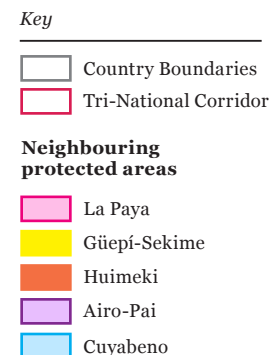 Key
Country Boundaries
Tri-National Corridor
Neighbouring
protected areas
La Paya
Güepí-Sekime
Huimeki
Airo-Pai
Cuyabeno